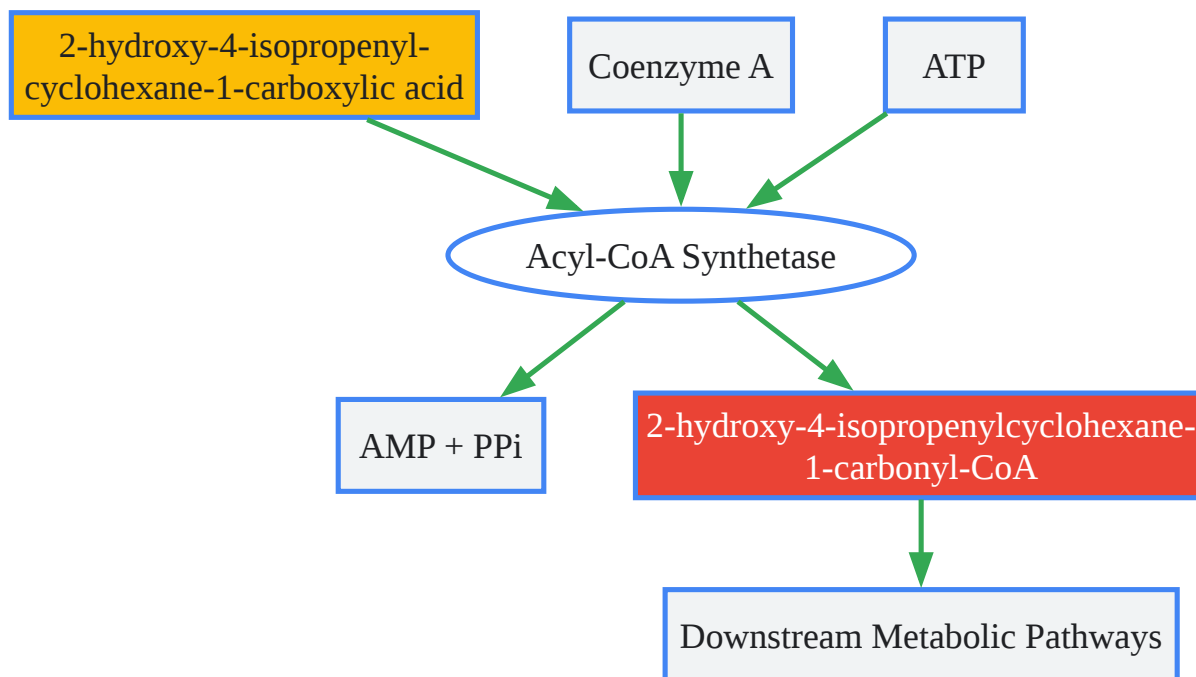 2-hydroxy-4-isopropenyl-
cyclohexane-1-carboxylic acid
Coenzyme A
ATP
Acyl-CoA Synthetase
AMP + PPi
2-hydroxy-4-isopropenylcyclohexane-
1-carbonyl-CoA
Downstream Metabolic Pathways